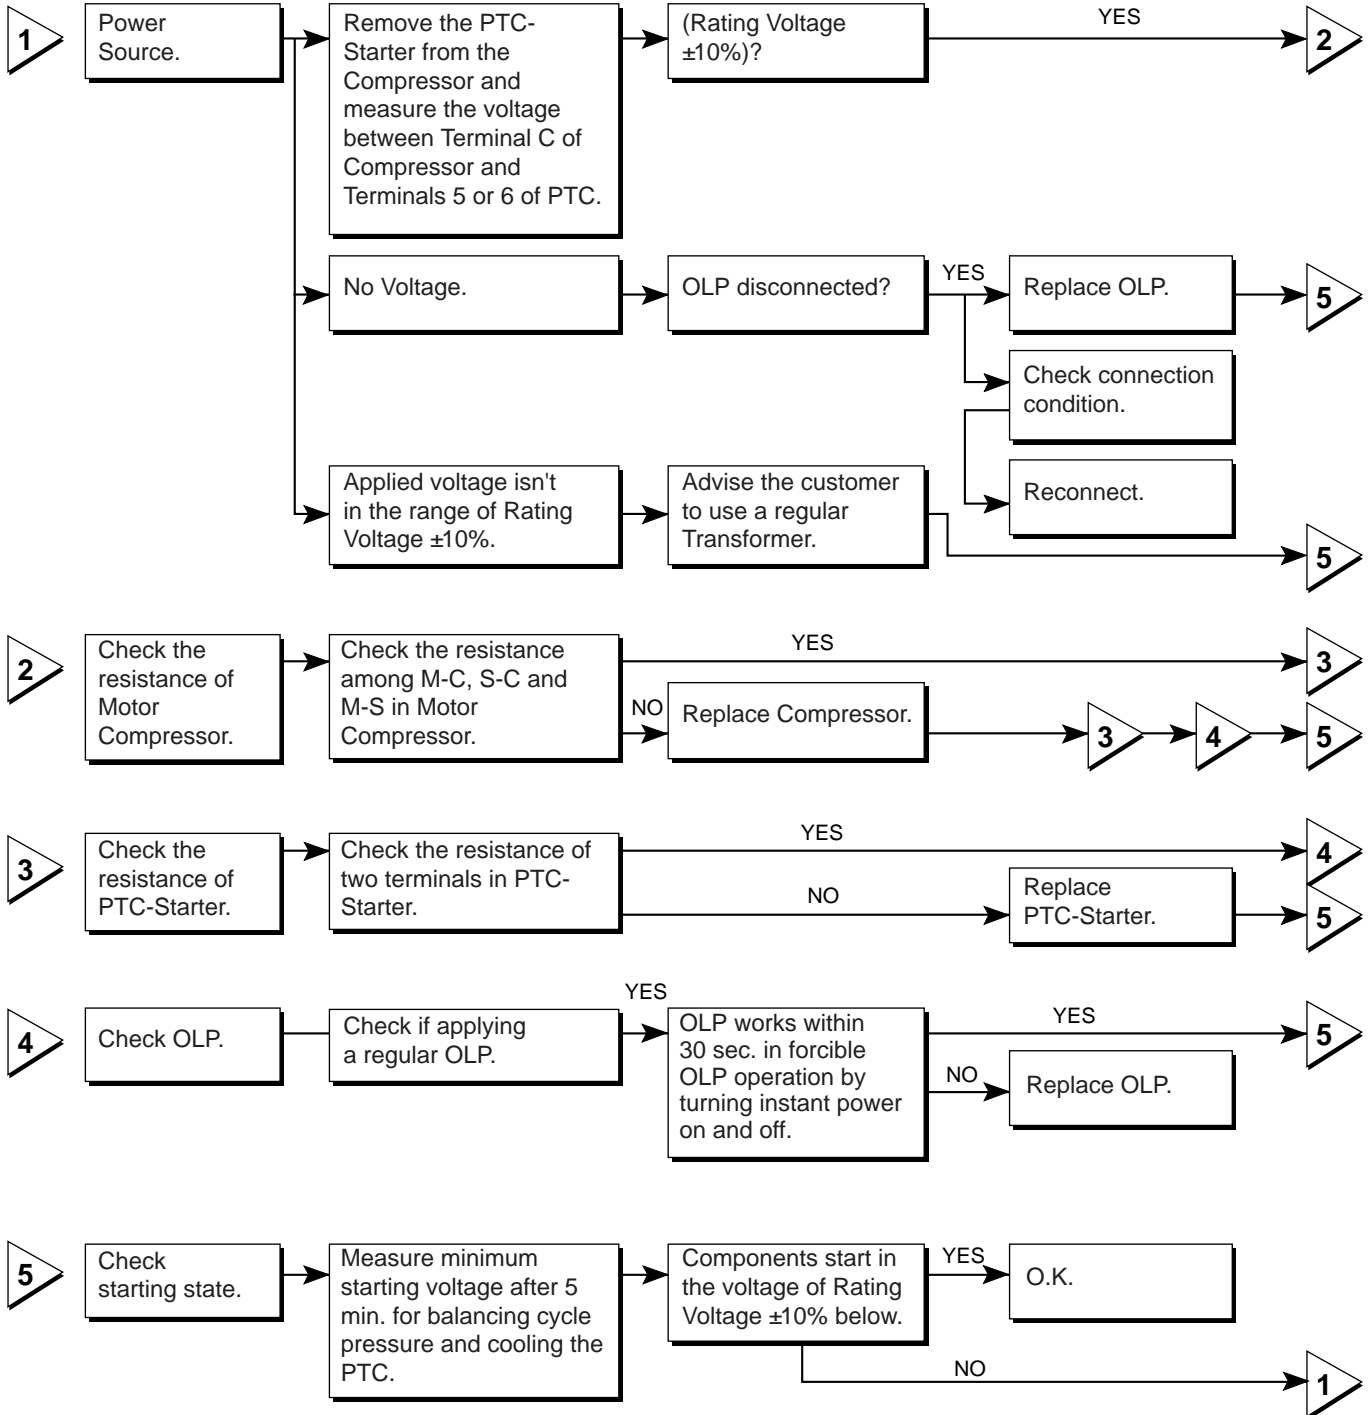 1
Power
Source.
Remove the PTC-
Starter from the
Compressor and
measure the voltage
between Terminal C of
Compressor and
Terminals 5 or 6 of PTC.
(Rating Voltage
±10%)?
YES
2
No Voltage.
OLP disconnected?
YES
Replace OLP.
5
Check connection
condition.
Reconnect.
Applied voltage isn't
in the range of Rating
Voltage ±10%.
Advise the customer
to use a regular
Transformer.
5
2
Check the
resistance of
Motor
Compressor.
Check the resistance
among M-C, S-C and
M-S in Motor
Compressor.
YES
3
NO
Replace Compressor.
3
4
5
3
Check the
resistance of
PTC-Starter.
Check the resistance of
two terminals in PTC-
Starter.
YES
4
NO
Replace
PTC-Starter.
5
4
Check OLP.
Check if applying
a regular OLP.
YES
OLP works within
30 sec. in forcible
OLP operation by
turning instant power
on and off.
YES
5
NO
Replace OLP.
5
Check
starting state.
Measure minimum
starting voltage after 5
min. for balancing cycle
pressure and cooling the
PTC.
Components start in
the voltage of Rating
Voltage ±10% below.
YES
O.K.
NO
1